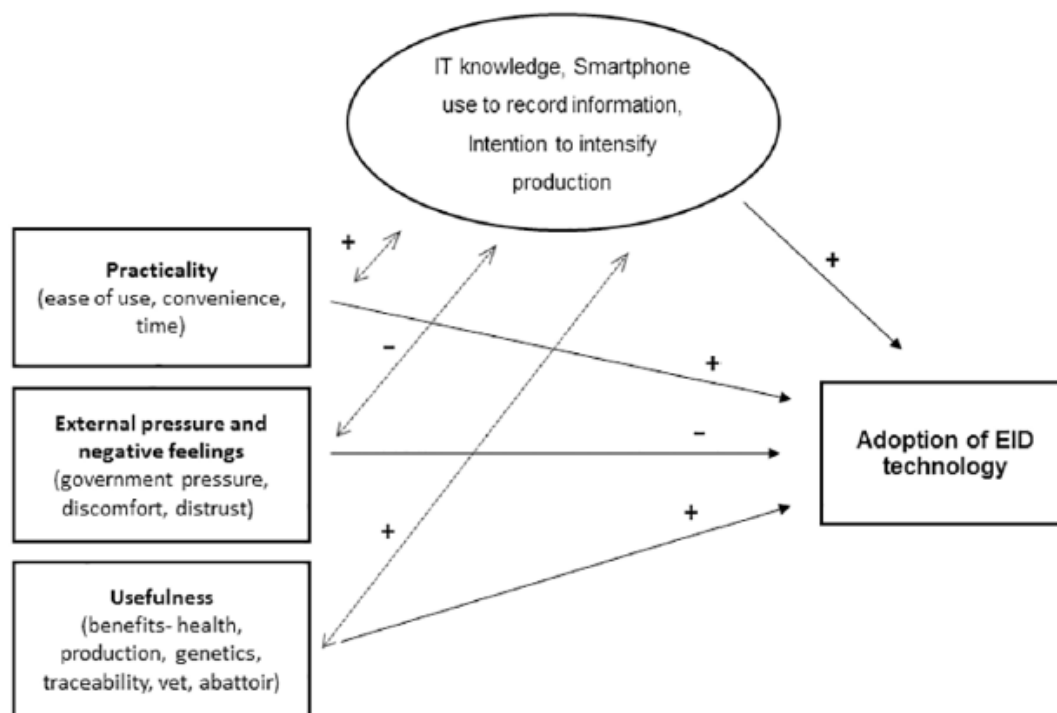 IT knowledge, Smartphone
use to record information,
Intention to intensify
production
+
Practicality
(ease of use, convenience,
time)
+
–
+
External pressure and
negative feelings
(government pressure,
discomfort, distrust)
–
Adoption of EID
technology
+
+
Usefulness
(benefits- health,
production, genetics,
traceability, vet, abattoir)